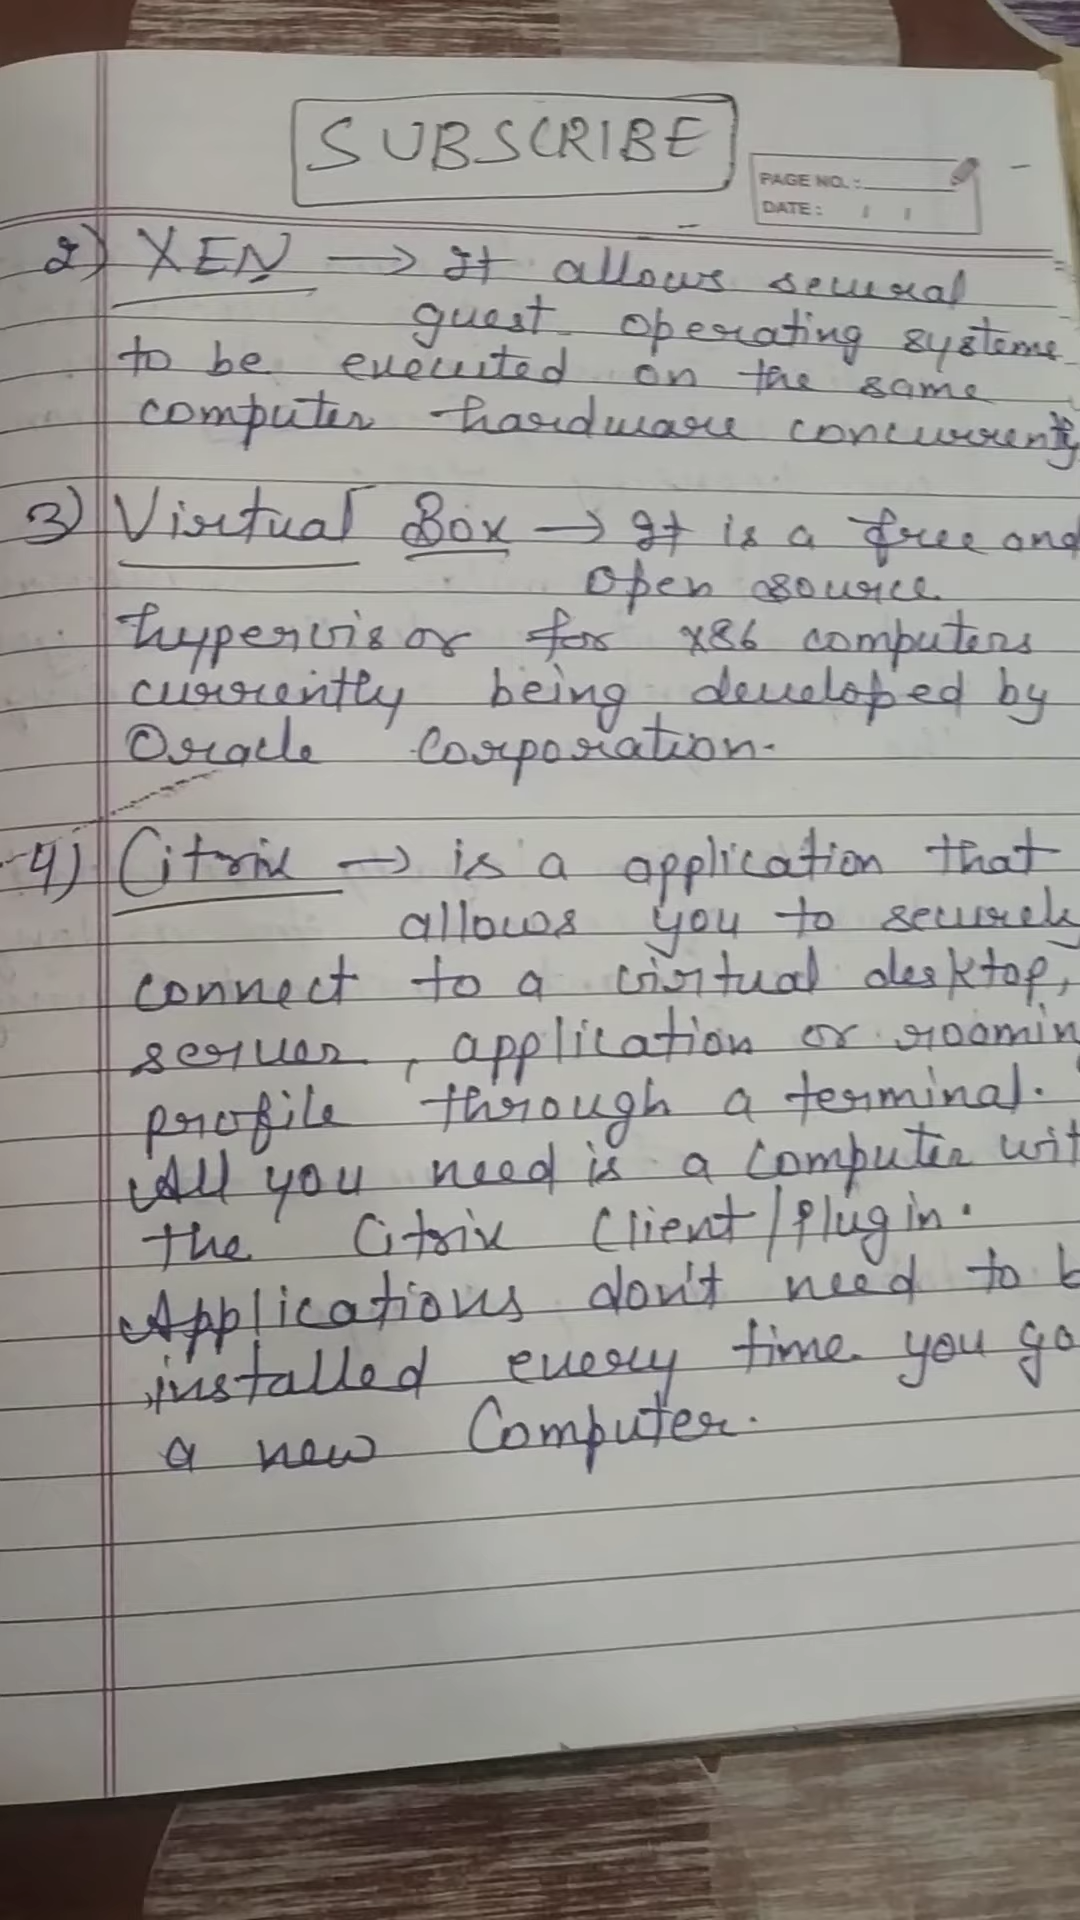 SUBSCRIBE
PAGE NO.:
DATE: / /
2) XEN → It allows several
guest operating systems
to be executed on the same
computer hardware concurrently
3) Virtual Box → It is a free and
open source
hypervisor for x86 computers
currently being developed by
Oracle Corporation.
4) Citrix → is a application that
allows you to securely
connect to a virtual desktop,
server, application or roamin
profile through a terminal.
All you need is a computer wit
the Citrix Client/Plugin.
Applications don't need to b
installed every time you go
a new Computer.